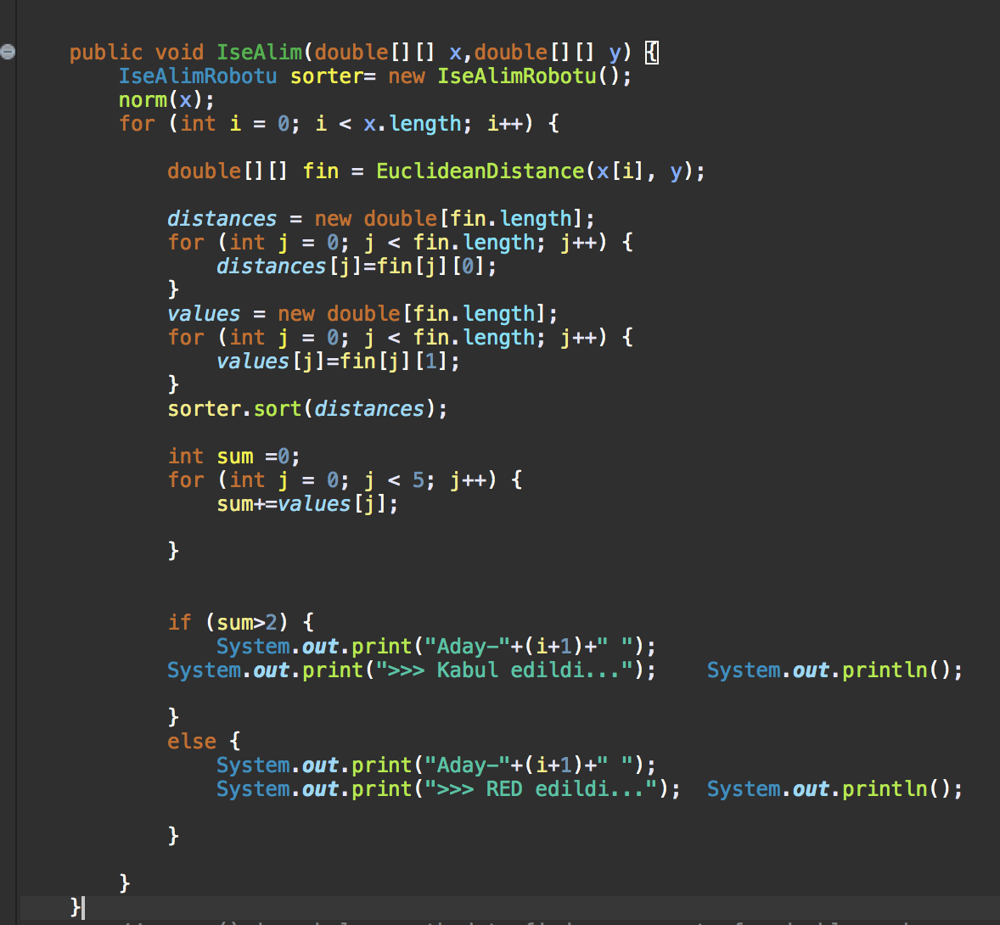 public void IseAlim(double[][] x,double[][] y) {
IseAlimRobotu sorter= new IseAlimRobotu();
norm(x);
for (int i = 0; i < x.length; i++) {
double[][] fin = EuclideanDistance(x[i], y);
distances = new double[fin.length];
for (int j = 0; j < fin.length; j++) {
distances[j]=fin[j][0];
}
values = new double[fin.length];
for (int j = 0; j < fin.length; j++) {
values[j]=fin[j][1];
}
sorter.sort(distances);
int sum =0;
for (int j = 0; j < 5; j++) {
sum+=values[j];
}
if (sum>2) {
System.out.print("Aday-"+(i+1)+" ");
System.out.print(">>> Kabul edildi..."); System.out.println();
}
else {
System.out.print("Aday-"+(i+1)+" ");
System.out.print(">>> RED edildi..."); System.out.println();
}
}
}